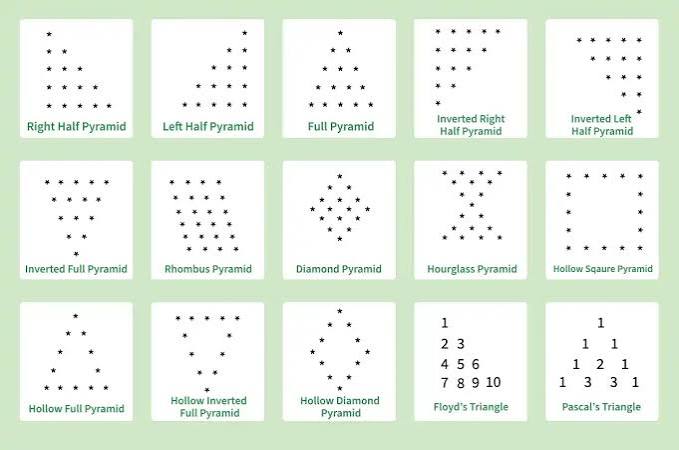 Right Half Pyramid
Left Half Pyramid
Full Pyramid
Inverted Right
Half Pyramid
Inverted Left
Half Pyramid
Inverted Full Pyramid
Rhombus Pyramid
Diamond Pyramid
Hourglass Pyramid
Hollow Sqaure Pyramid
Hollow Full Pyramid
Hollow Inverted
Full Pyramid
Hollow Diamond
Pyramid
1
2 3
4 5 6
7 8 9 10
Floyd's Triangle
1
1 1
1 2 1
1 3 3 1
Pascal's Triangle